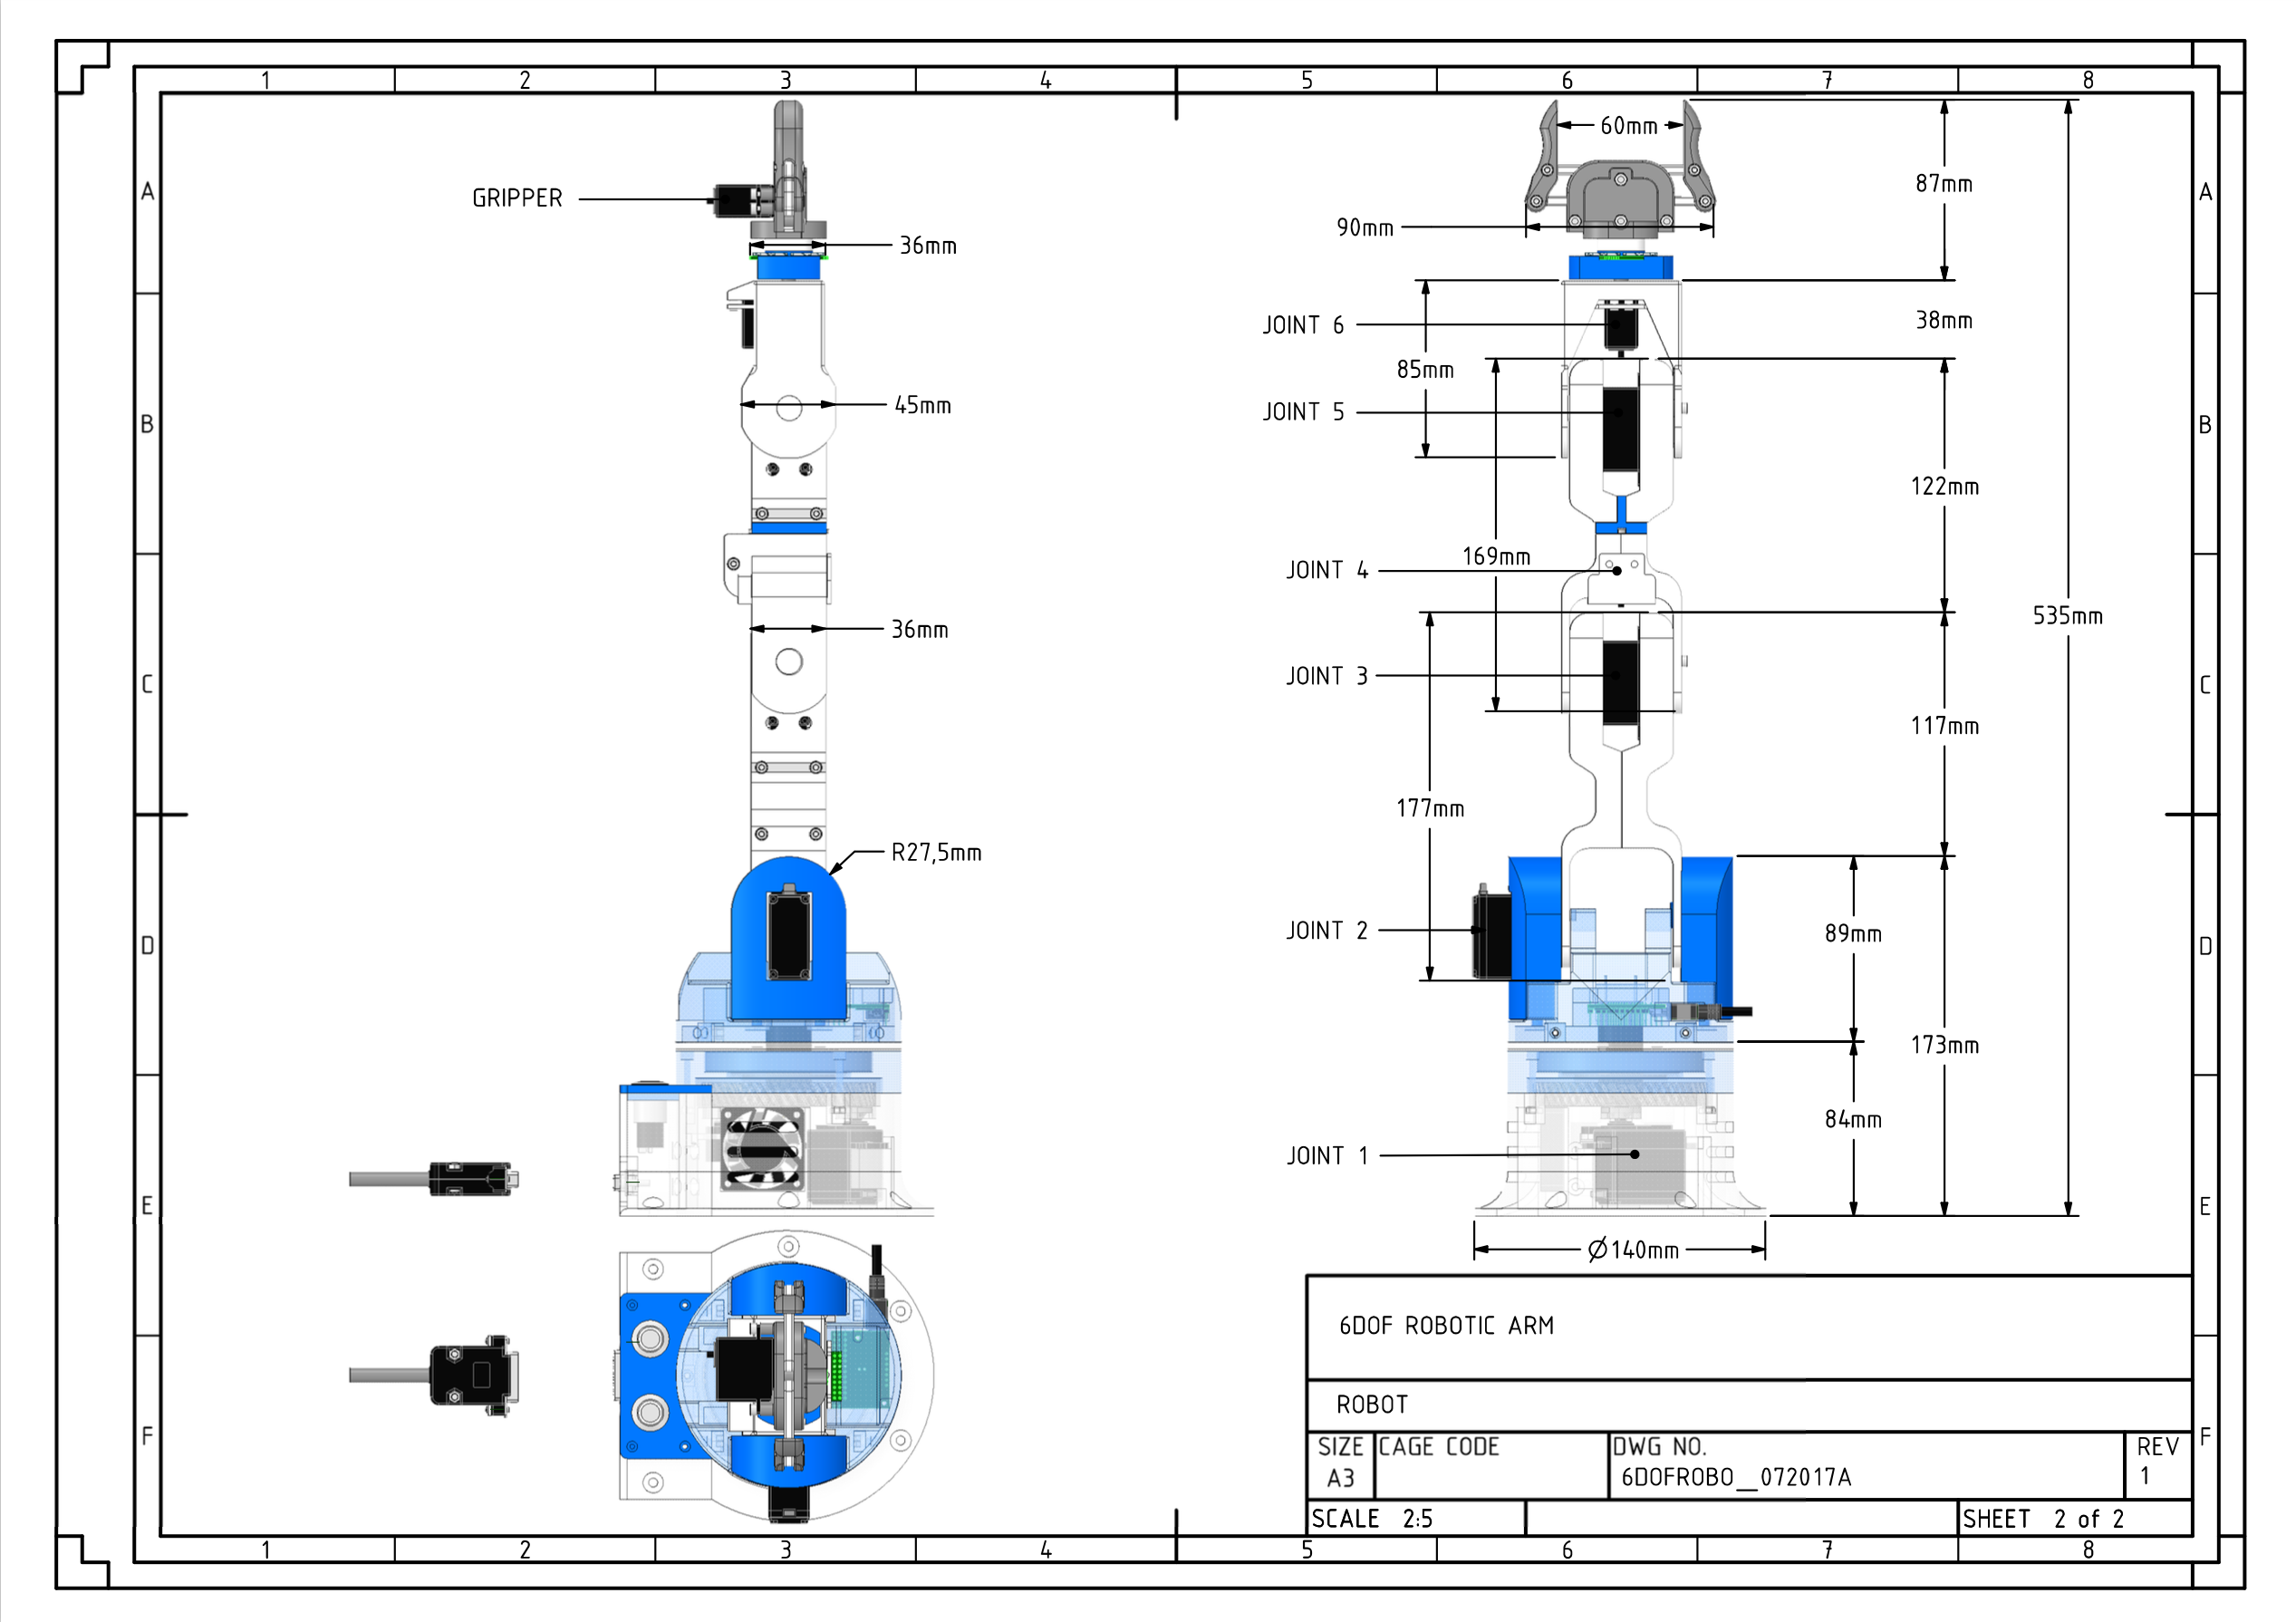 1 2 3 4 5 6 7 8
A A
B B
C C
D D
E E
F F
GRIPPER
36mm
45mm
36mm
R27,5mm
60mm
90mm
87mm
JOINT 6
38mm
85mm
JOINT 5
122mm
169mm
JOINT 4
535mm
JOINT 3
117mm
177mm
JOINT 2
89mm
173mm
84mm
JOINT 1
Ø140mm
6DOF ROBOTIC ARM
ROBOT
SIZE
A3
CAGE CODE
DWG NO.
6DOFROBO__072017A
REV
1
SCALE 2:5
SHEET 2 of 2
1 2 3 4 5 6 7 8